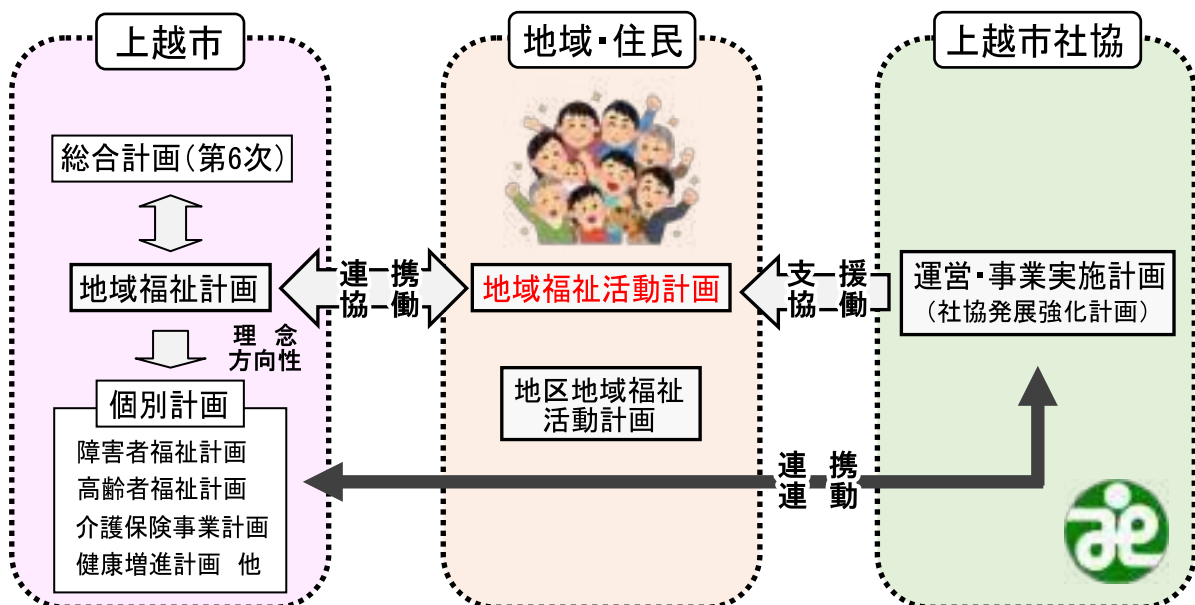 上越市
総合計画(第6次)
地域福祉計画
理 念
方向性
個別計画
障害者福祉計画
高齢者福祉計画
介護保険事業計画
健康増進計画 他
連 携
協 働
地域・住民
地域福祉活動計画
地区地域福祉
活動計画
支 援
協 働
上越市社協
運営・事業実施計画
(社協発展強化計画)
連 携
連 動